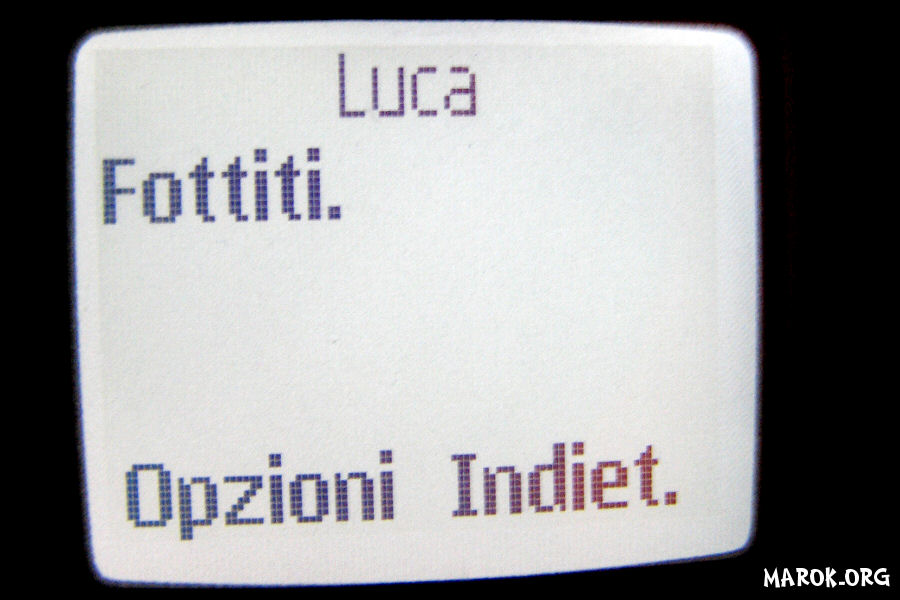 Luca
Fottiti.
Opzioni Indiet.
MAROK.ORG